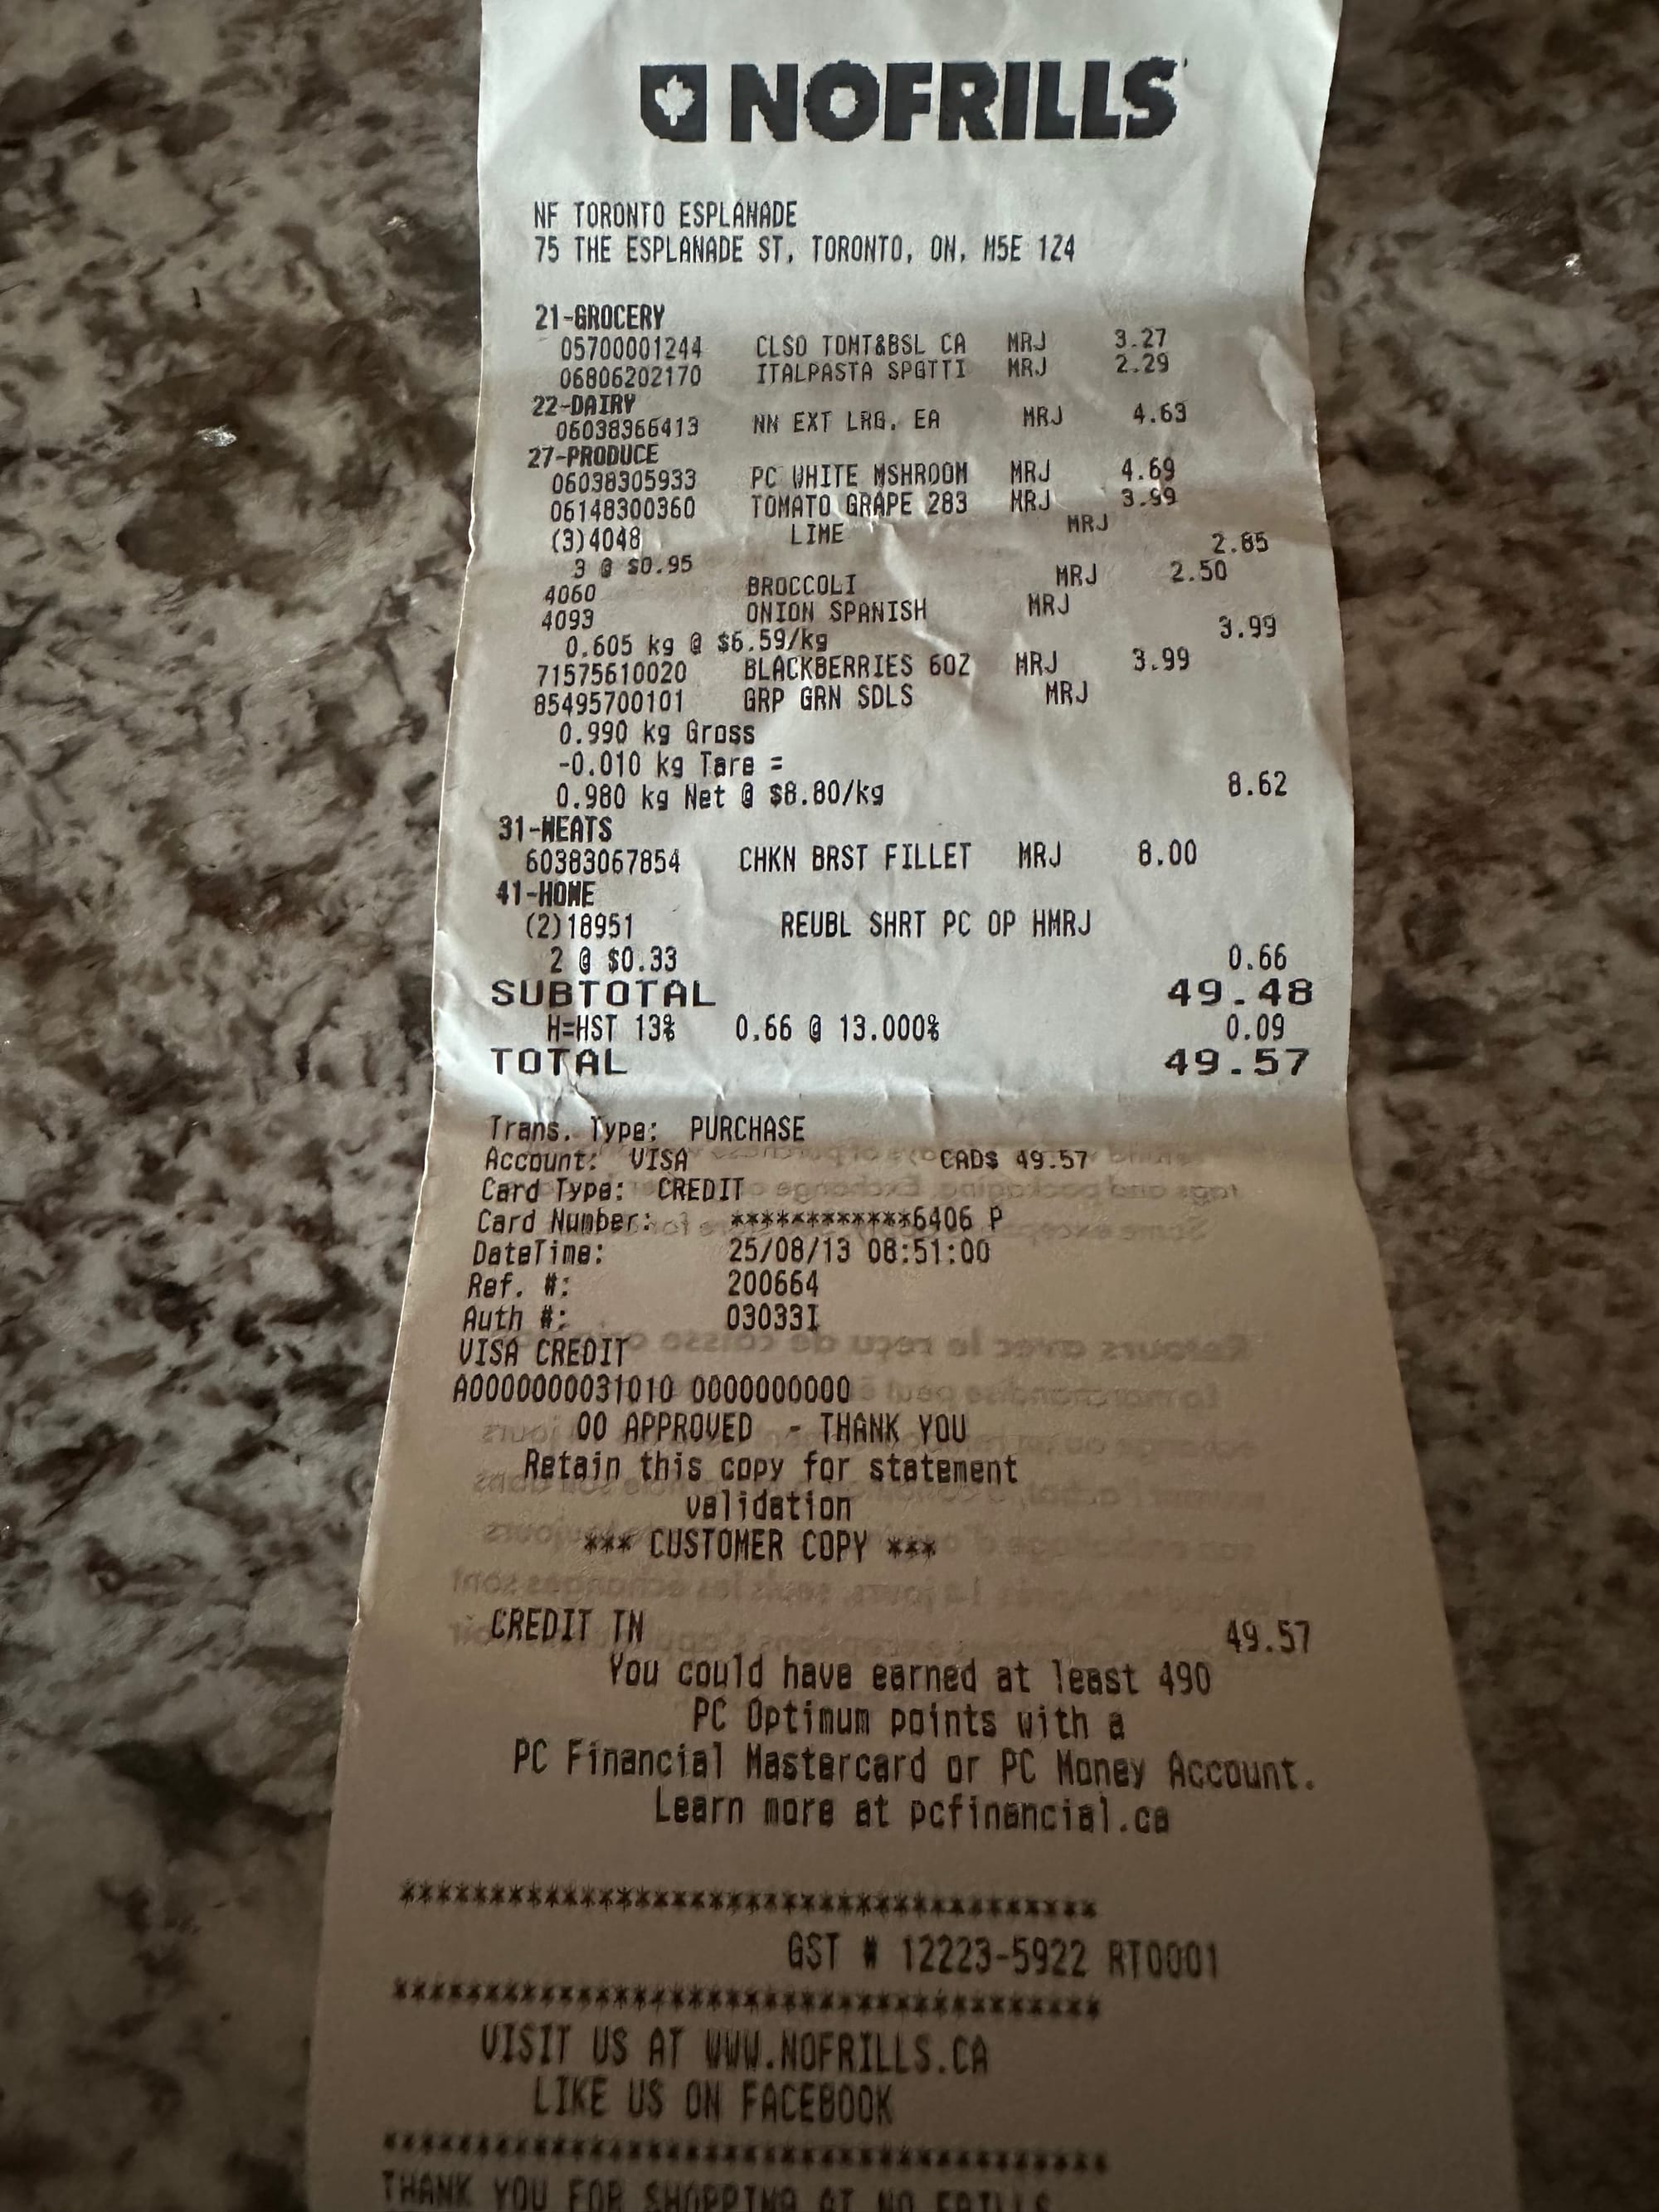 NOFRILLS
NF TORONTO ESPLANADE
75 THE ESPLANADE ST, TORONTO, ON, M5E 1Z4
21-GROCERY
05700001244 CLSO TOMT&BSL CA MRJ 3.27
06806202170 ITALPASTA SPGTTI MRJ 2.29
22-DAIRY
06038366413 NN EXT LRG, EA MRJ 4.63
27-PRODUCE
06038305933 PC WHITE MSHROOM MRJ 4.69
06148300360 TOMATO GRAPE 283 MRJ 3.99
(3)4048 LIME MRJ
3 @ $0.95 2.85
4060 BROCCOLI MRJ 2.50
4093 ONION SPANISH MRJ
0.605 kg @ $6.59/kg 3.99
71575610020 BLACKBERRIES 6OZ MRJ 3.99
85495700101 GRP GRN SDLS MRJ
0.990 kg Gross
-0.010 kg Tare =
0.980 kg Net @ $8.80/kg 8.62
31-MEATS
60383067854 CHKN BRST FILLET MRJ 8.00
41-HOME
(2)18951 REUBL SHRT PC OP HMRJ
2 @ $0.33 0.66
SUBTOTAL 49.48
H=HST 13% 0.66 @ 13.000% 0.09
TOTAL 49.57
Trans. Type: PURCHASE
Account: VISA CAD$ 49.57
Card Type: CREDIT
Card Number: ************6406 P
DateTime: 25/08/13 08:51:00
Ref. #: 200664
Auth #: 03033I
VISA CREDIT
A0000000031010 0000000000
00 APPROVED - THANK YOU
Retain this copy for statement
validation
*** CUSTOMER COPY ***
CREDIT TN 49.57
You could have earned at least 490
PC Optimum points with a
PC Financial Mastercard or PC Money Account.
Learn more at pcfinancial.ca
**************************************
GST # 12223-5922 RT0001
**************************************
VISIT US AT WWW.NOFRILLS.CA
LIKE US ON FACEBOOK
**************************************
THANK YOU FOR SHOPPING AT NO FRILLS